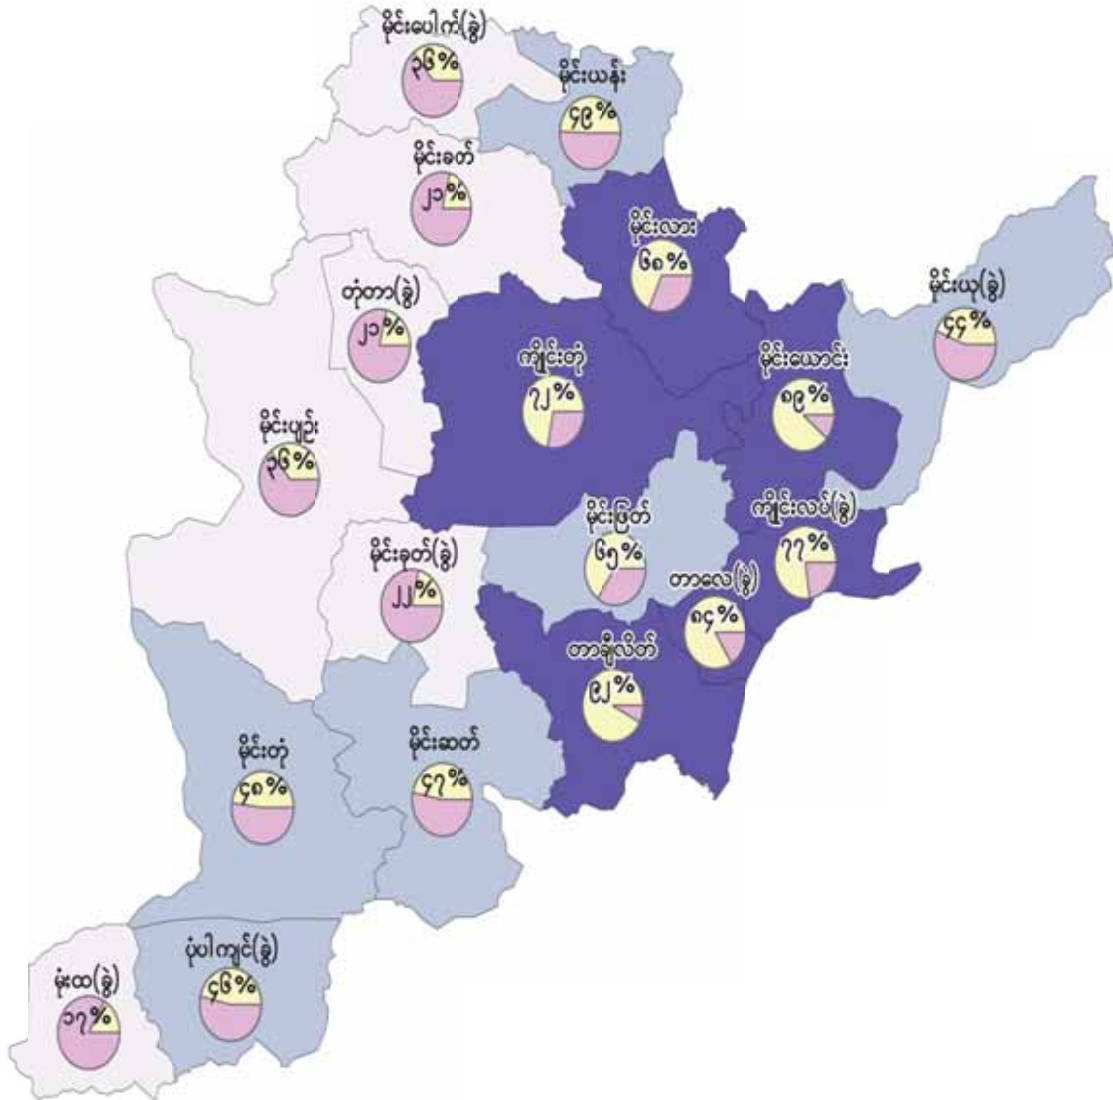 မိုင်းပေါက်(ခွဲ)
၃၆%
မိုင်းယန်း
၄၉%
မိုင်းခတ်
၂၁%
မိုင်းလား
၆၈%
တုံတာ(ခွဲ)
၂၁%
မိုင်းယု(ခွဲ)
၄၄%
ကျိုင်းတုံ
၇၂%
မိုင်းယောင်း
၈၉%
မိုင်းပျဉ်း
၃၆%
မိုင်းဖြတ်
၆၅%
ကျိုင်းလပ်(ခွဲ)
၇၇%
မိုင်းခုတ်(ခွဲ)
၂၂%
တာလေ(ခွဲ)
၈၄%
တာချီလိတ်
၉၂%
မိုင်းတုံ
၄၈%
မိုင်းဆတ်
၄၇%
ပုံပါကျင်(ခွဲ)
၄၆%
မုံးထ(ခွဲ)
၁၇%